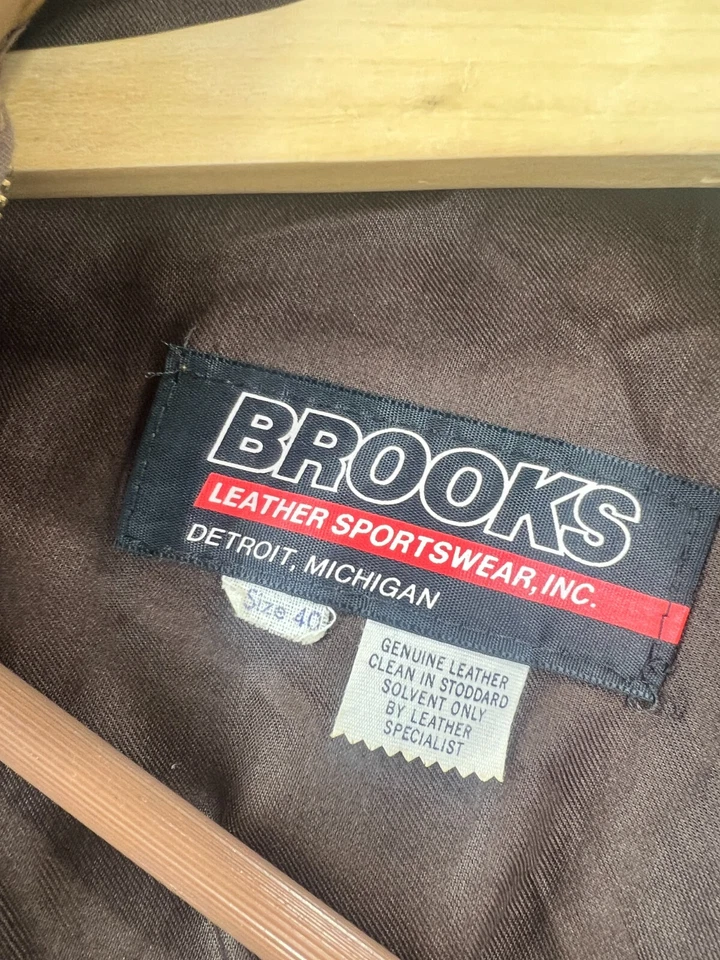 BROOKS
LEATHER SPORTSWEAR, INC.
DETROIT, MICHIGAN
Size 40
GENUINE LEATHER
CLEAN IN STODDARD
SOLVENT ONLY
BY LEATHER
SPECIALIST